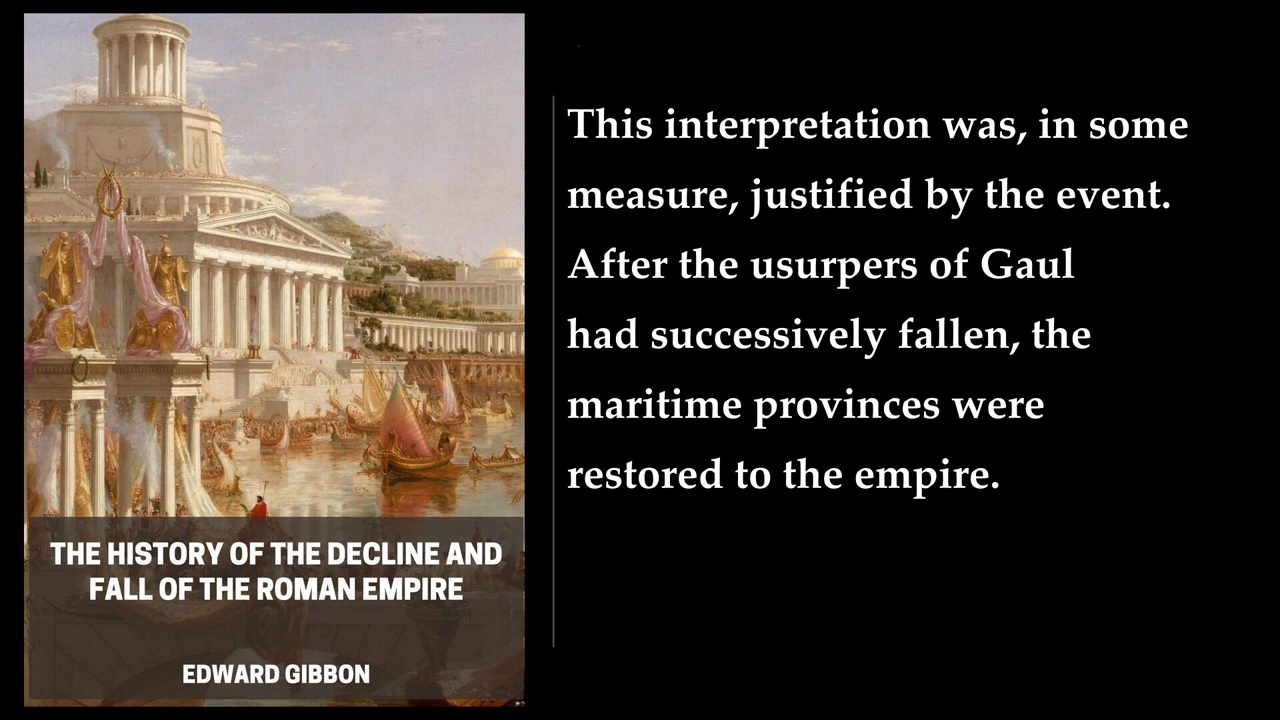 THE HISTORY OF THE DECLINE AND
FALL OF THE ROMAN EMPIRE
EDWARD GIBBON
This interpretation was, in some
measure, justified by the event.
After the usurpers of Gaul
had successively fallen, the
maritime provinces were
restored to the empire.